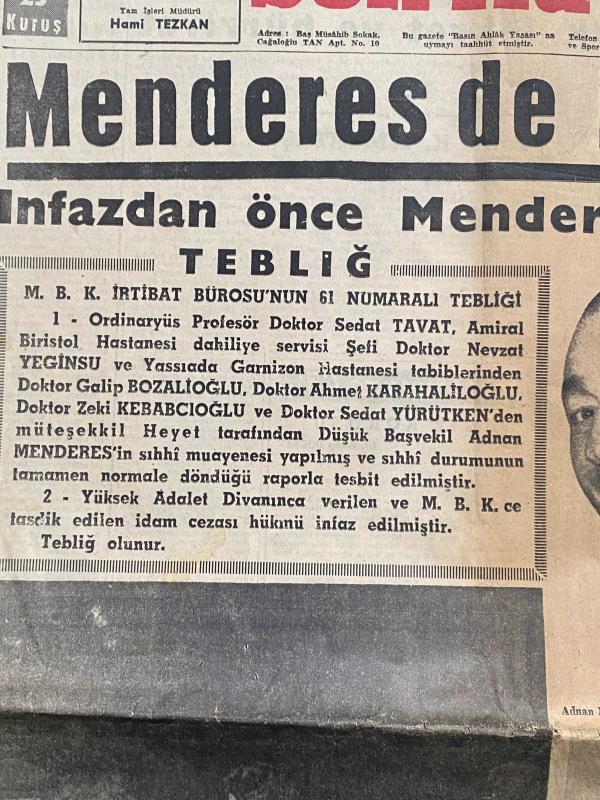 25
KURUŞ
Yazı İşleri Müdürü
Hami TEZKAN
Adres : Baş Müsâhib Sokak,
Cağaloğlu TAN Apt. No. 10
Bu gazete "Basın Ahlâk Yasası" na
uymayı taahhüt etmiştir.
Telefon
ve Spor
Menderes de
Infazdan önce Mender
TEBLİĞ
M. B. K. İRTİBAT BÜROSU'NUN 61 NUMARALI TEBLİĞİ
1 - Ordinaryüs Profesör Doktor Sedat TAVAT, Amiral
Biristol Hastanesi dahiliye servisi Şefi Doktor Nevzat
YEGİNSU ve Yassıada Garnizon Hastanesi tabiblerinden
Doktor Galip BOZALİOĞLU, Doktor Ahmet KARAHALİLOĞLU,
Doktor Zeki KEBABCIOĞLU ve Doktor Sedat YÜRÜTKEN'den
müteşekkil Heyet tarafından Düşük Başvekil Adnan
MENDERES'in sıhhî muayenesi yapılmış ve sıhhî durumunun
tamamen normale döndüğü raporla tesbit edilmiştir.
2 - Yüksek Adalet Divanınca verilen ve M. B. K. ce
tasdik edilen idam cezası hükmü infaz edilmiştir.
Tebliğ olunur.
Adnan